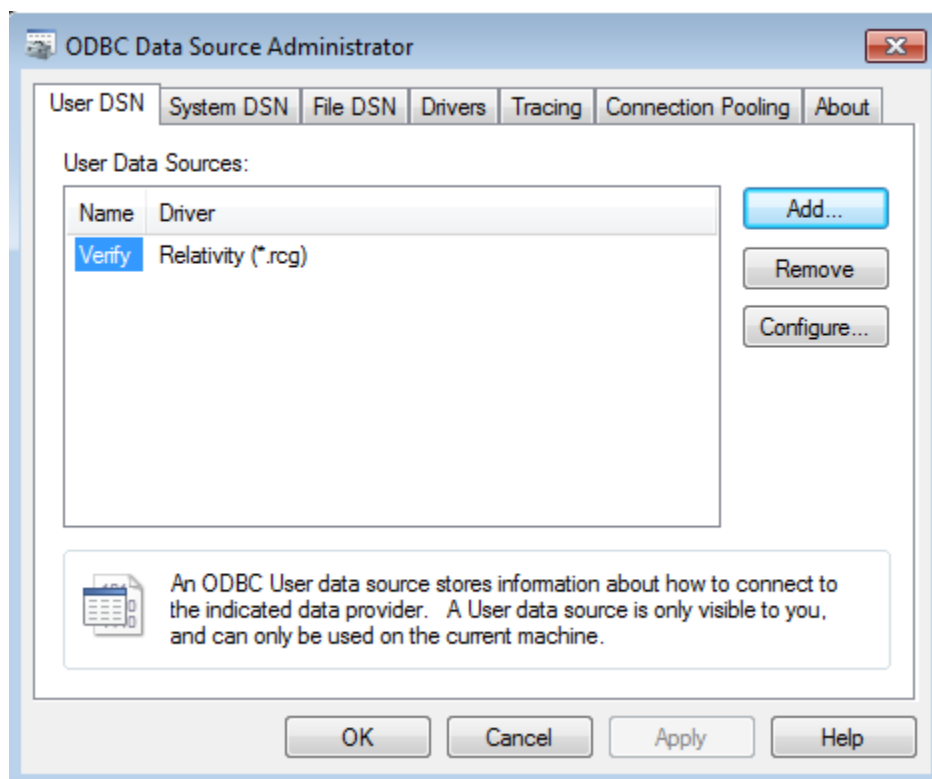 ODBC Data Source Administrator
User DSN System DSN File DSN Drivers Tracing Connection Pooling About
User Data Sources:
Name Driver
Verify Relativity (*.rcg)
Add...
Remove
Configure...
An ODBC User data source stores information about how to connect to
the indicated data provider. A User data source is only visible to you,
and can only be used on the current machine.
OK Cancel Apply Help